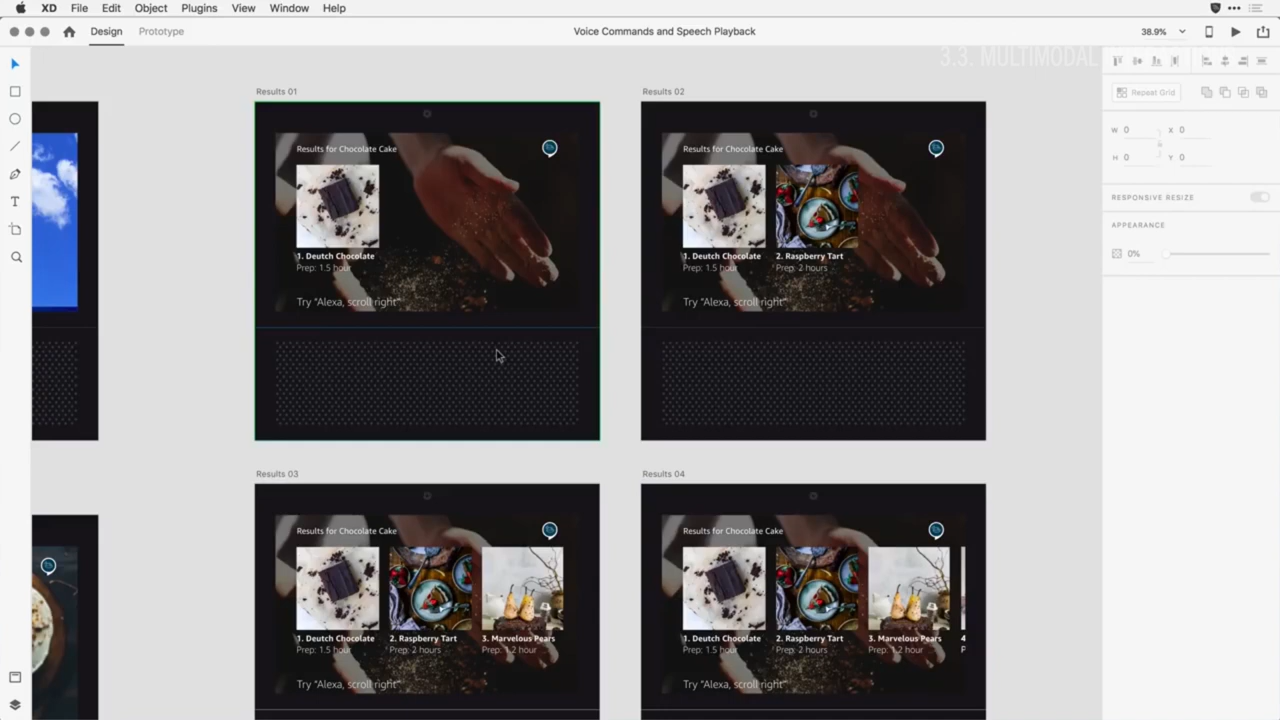 XD File Edit Object Plugins View Window Help
Design Prototype Voice Commands and Speech Playback 38.9%
3.3. MULTIMODAL
Repeat Grid
W 0 X 0
H 0 Y 0
RESPONSIVE RESIZE
APPEARANCE
0%
Results 01
Results for Chocolate Cake
1. Deutch Chocolate
Prep: 1.5 hour
Try "Alexa, scroll right"
Results 02
Results for Chocolate Cake
1. Deutch Chocolate 2. Raspberry Tart
Prep: 1.5 hour Prep: 2 hours
Try "Alexa, scroll right"
Results 03
Results for Chocolate Cake
1. Deutch Chocolate 2. Raspberry Tart 3. Marvelous Pears
Prep: 1.5 hour Prep: 2 hours Prep: 1.2 hour
Try "Alexa, scroll right"
Results 04
Results for Chocolate Cake
1. Deutch Chocolate 2. Raspberry Tart 3. Marvelous Pears 4
Prep: 1.5 hour Prep: 2 hours Prep: 1.2 hour P
Try "Alexa, scroll right"